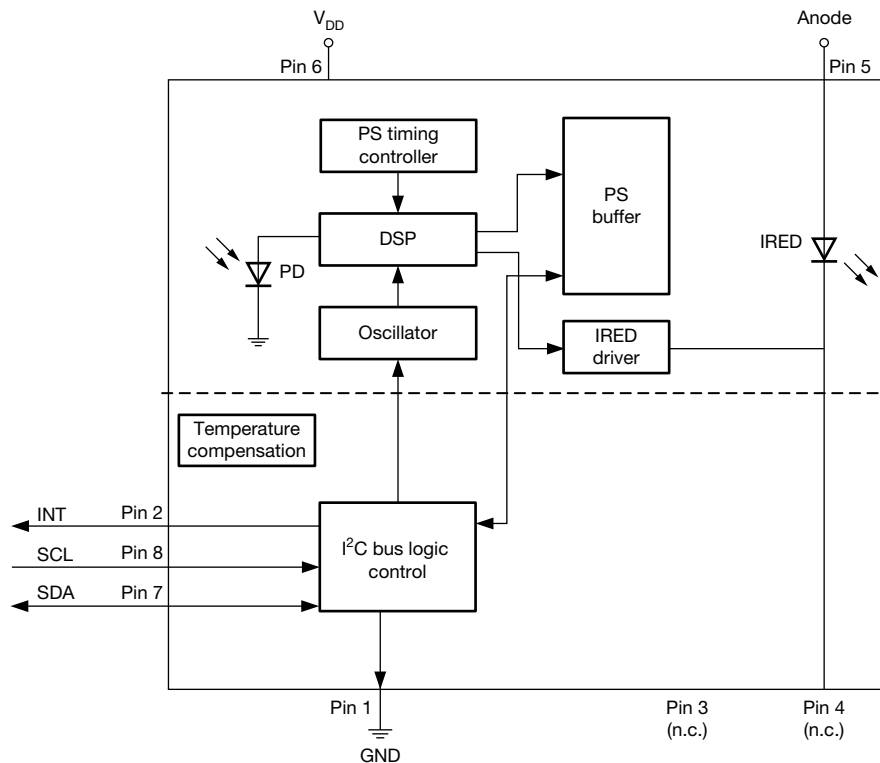 V_DD
Anode
Pin 6
Pin 5
PS timing
controller
PS
buffer
DSP
IRED
PD
Oscillator
IRED
driver
Temperature
compensation
INT
Pin 2
SCL
Pin 8
I²C bus logic
control
SDA
Pin 7
Pin 1
GND
Pin 3
(n.c.)
Pin 4
(n.c.)